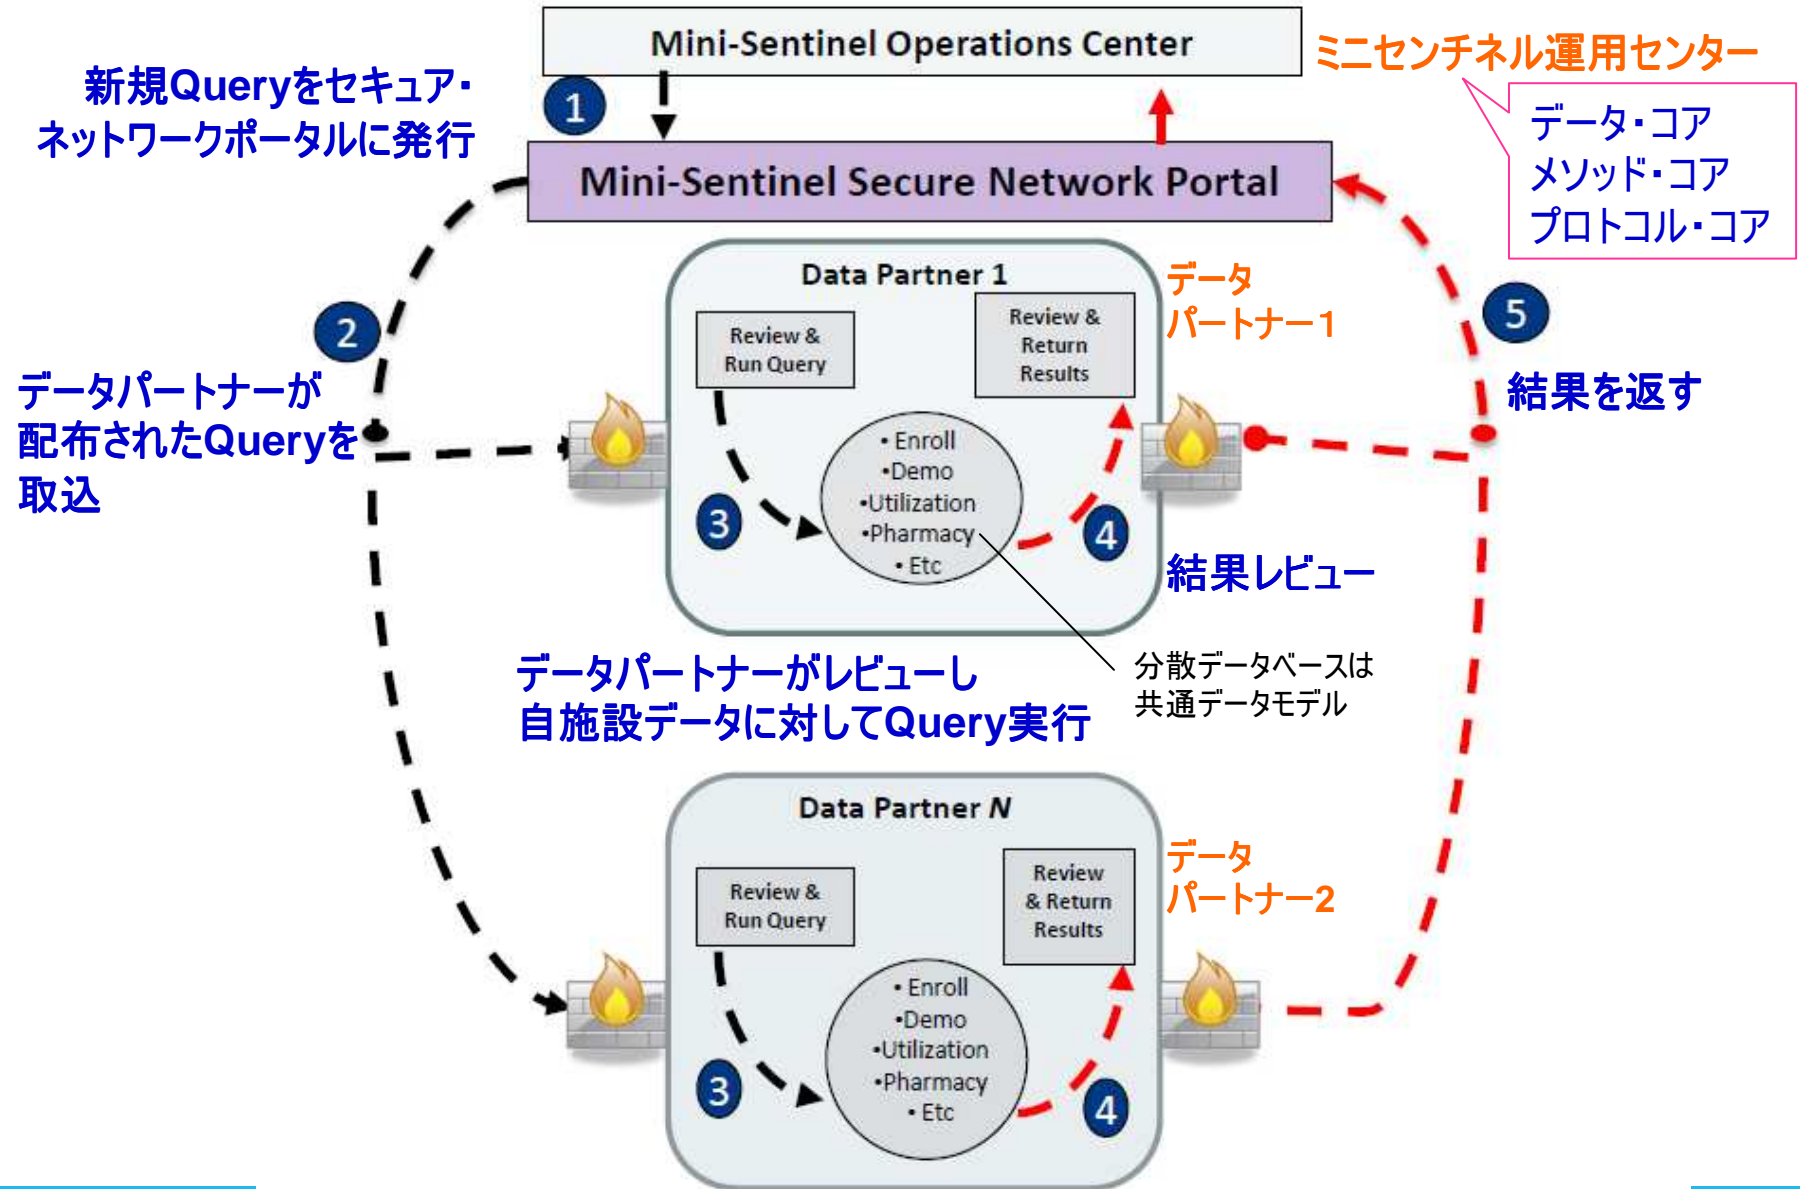 Mini-Sentinel Operations Center
ミニセンチネル運用センター
新規Queryをセキュア・
ネットワークポータルに発行
1
データ・コア
メソッド・コア
プロトコル・コア
Mini-Sentinel Secure Network Portal
2
データパートナーが
配布されたQueryを
取込
Data Partner 1
データ
パートナー１
Review &
Run Query
Review &
Return
Results
• Enroll
•Demo
•Utilization
•Pharmacy
• Etc
3
4
5
結果を返す
結果レビュー
分散データベースは
共通データモデル
データパートナーがレビューし
自施設データに対してQuery実行
Data Partner N
データ
パートナー2
Review &
Run Query
Review
& Return
Results
• Enroll
•Demo
•Utilization
•Pharmacy
• Etc
3
4